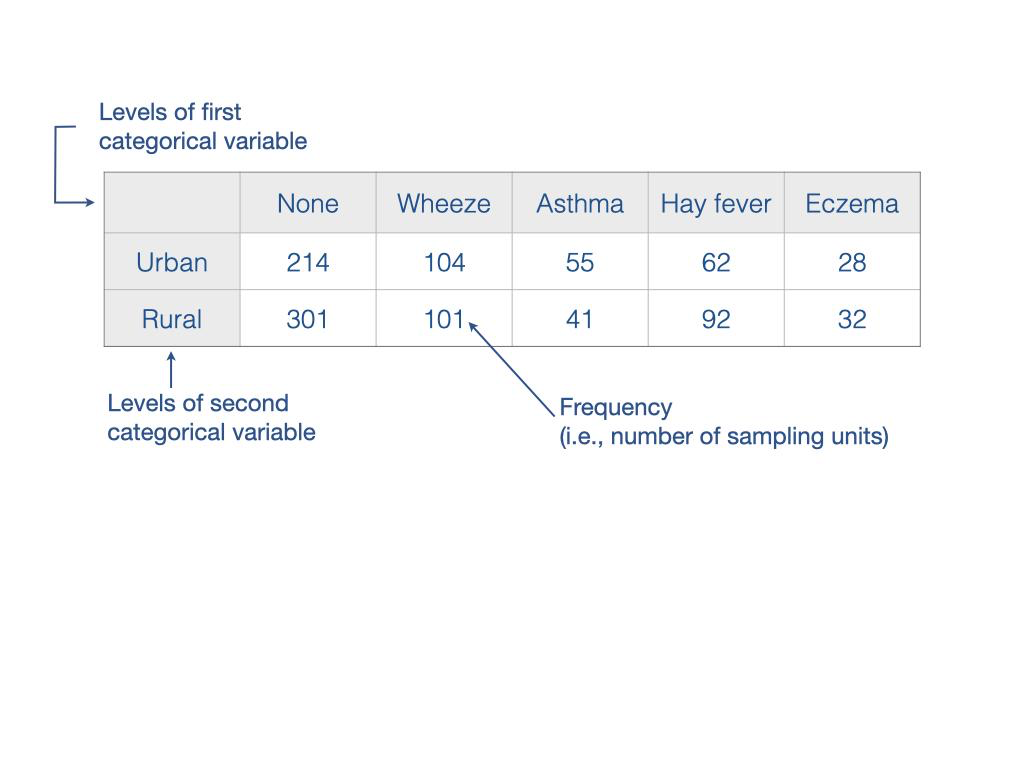 Levels of first
categorical variable
None Wheeze Asthma Hay fever Eczema
Urban 214 104 55 62 28
Rural 301 101 41 92 32
Levels of second
categorical variable
Frequency
(i.e., number of sampling units)